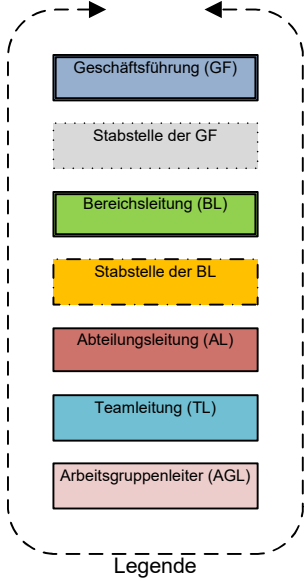 Geschäftsführung (GF)
Stabstelle der GF
Bereichsleitung (BL)
Stabstelle der BL
Abteilungsleitung (AL)
Teamleitung (TL)
Arbeitsgruppenleiter (AGL)
Legende